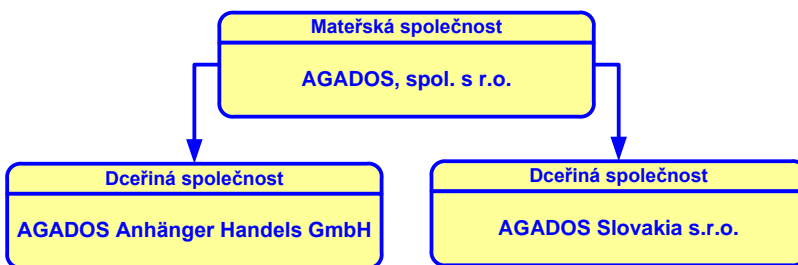 Mateřská společnost
AGADOS, spol. s r.o.
Dceřiná společnost
AGADOS Anhänger Handels GmbH
Dceřiná společnost
AGADOS Slovakia s.r.o.